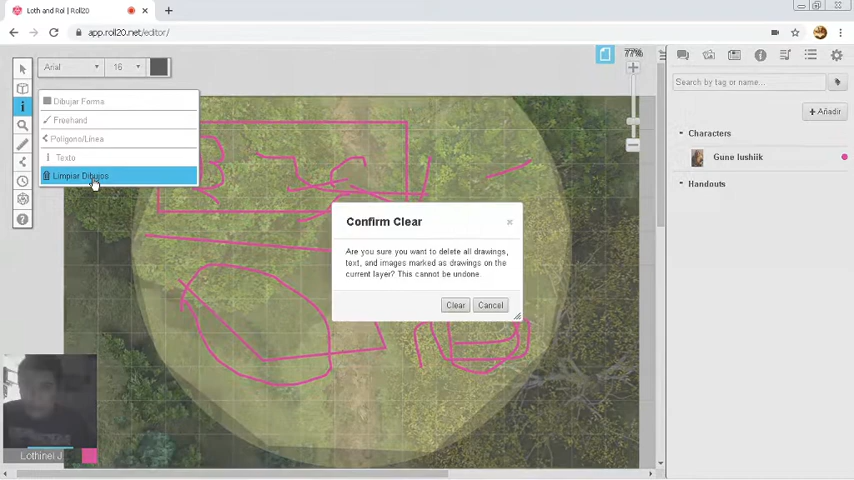 Loth and Rol | Roll20
app.roll20.net/editor/
Arial
16
77%
Search by tag or name...
+ Añadir
Characters
Gune lushiik
Handouts
Dibujar Forma
Freehand
Polígono/Línea
Texto
Limpiar Dibujos
Confirm Clear
Are you sure you want to delete all drawings,
text, and images marked as drawings on the
current layer? This cannot be undone.
Clear
Cancel
Lothinel J